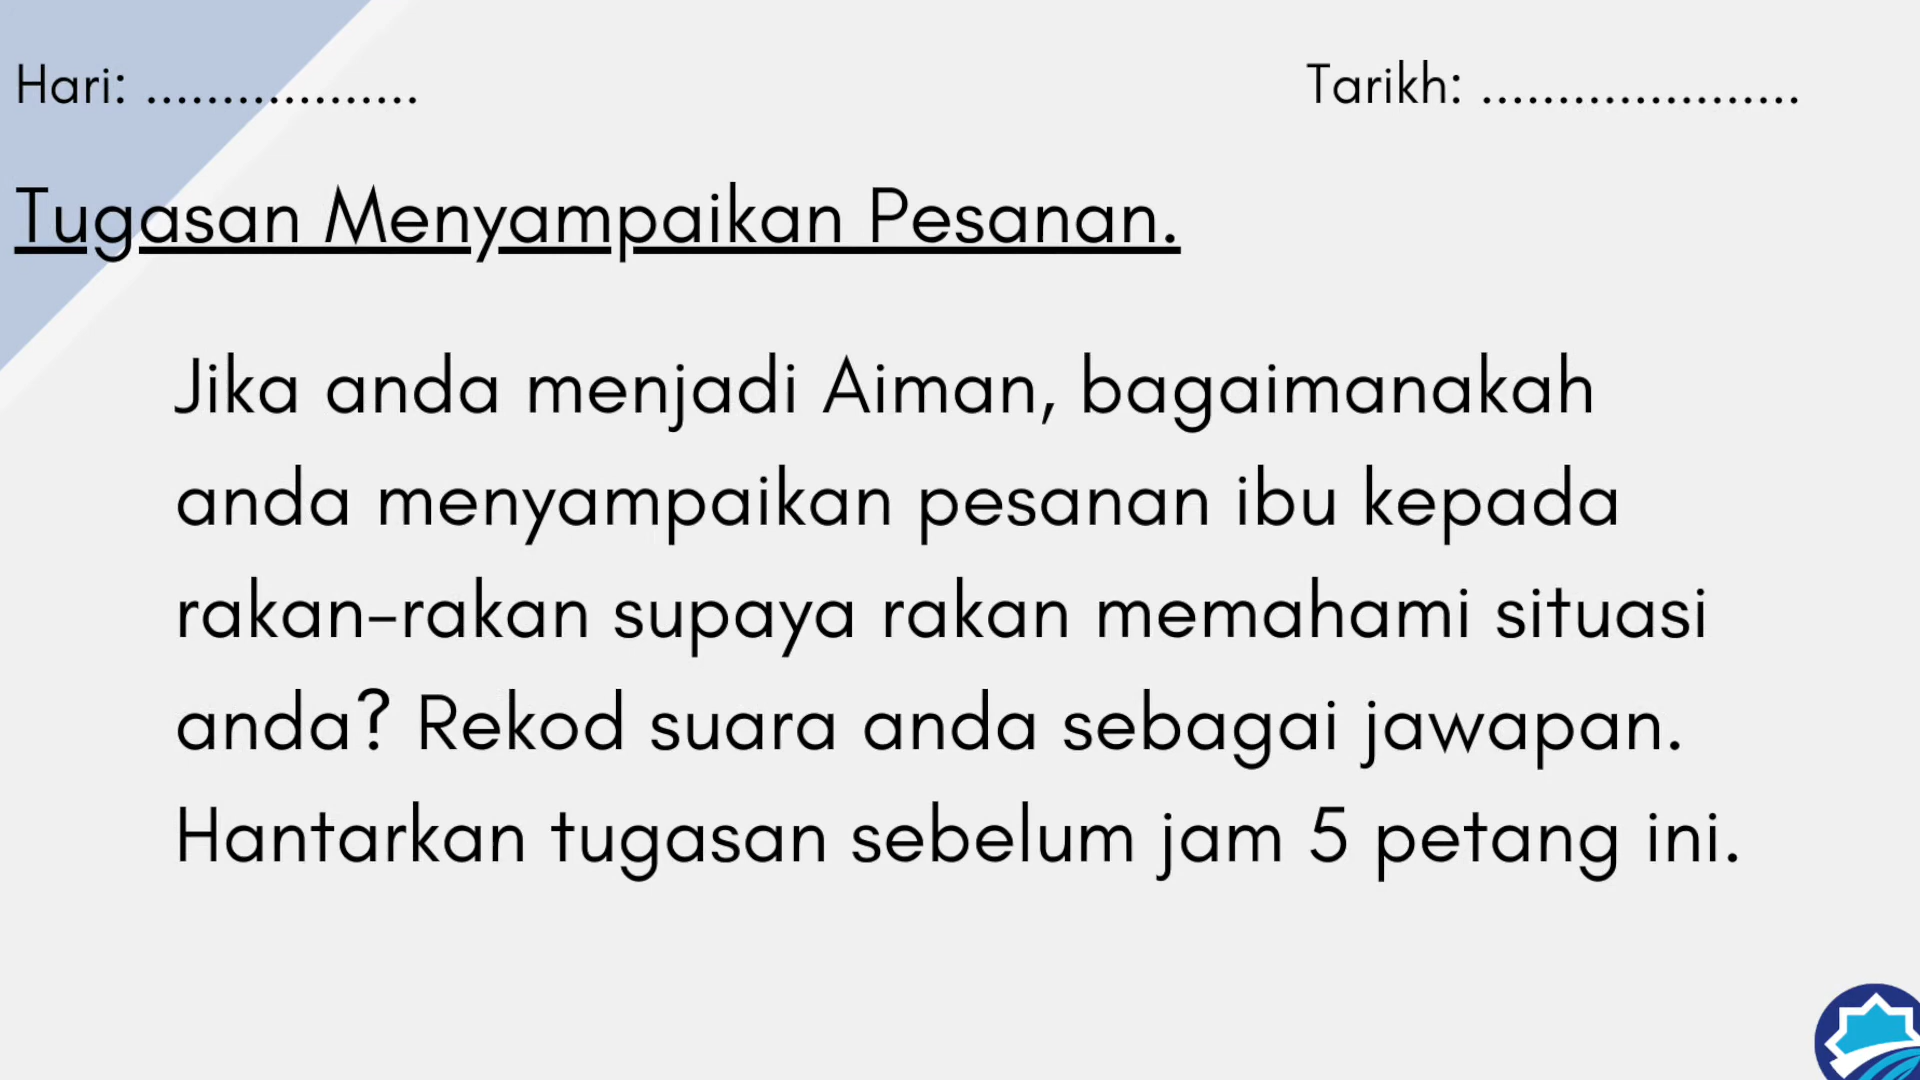 Hari: ..................
Tarikh: .....................
Tugasan Menyampaikan Pesanan.
Jika anda menjadi Aiman, bagaimanakah
anda menyampaikan pesanan ibu kepada
rakan-rakan supaya rakan memahami situasi
anda? Rekod suara anda sebagai jawapan.
Hantarkan tugasan sebelum jam 5 petang ini.